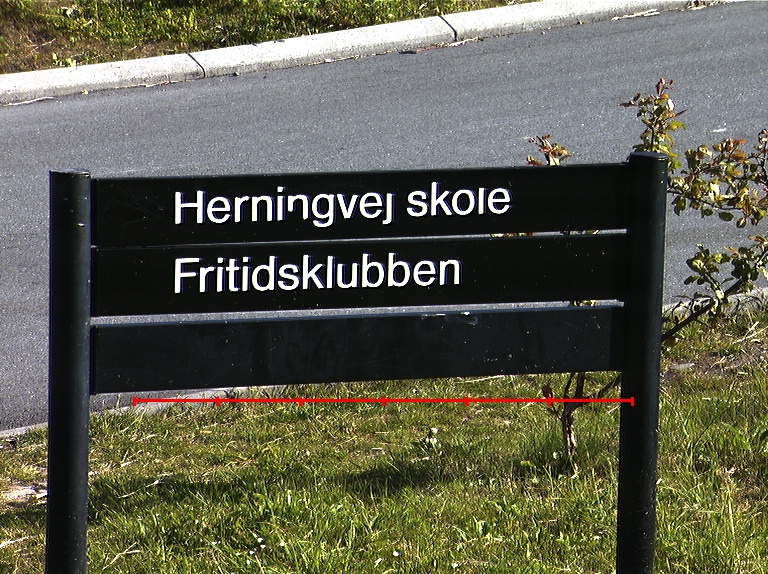 Herningvej skole
Fritidsklubben